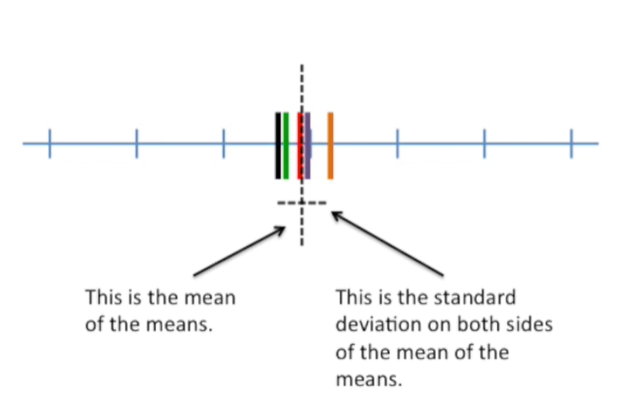 This is the mean
of the means.
This is the standard
deviation on both sides
of the mean of the
means.